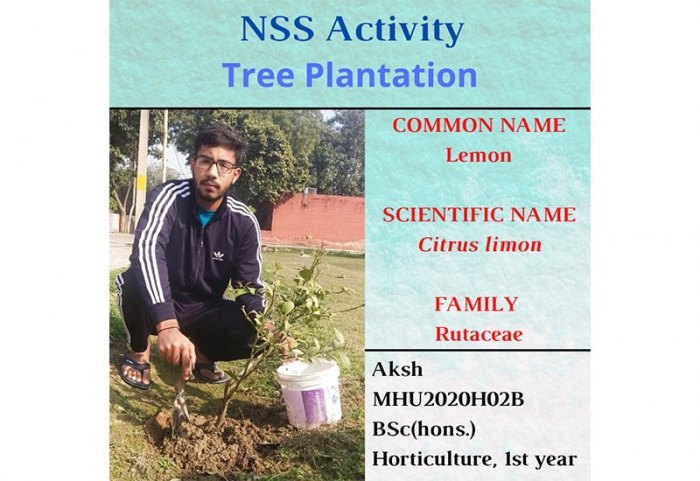 NSS Activity
Tree Plantation
COMMON NAME
Lemon
SCIENTIFIC NAME
Citrus limon
FAMILY
Rutaceae
Aksh
MHU2020H02B
BSc(hons.)
Horticulture, 1st year